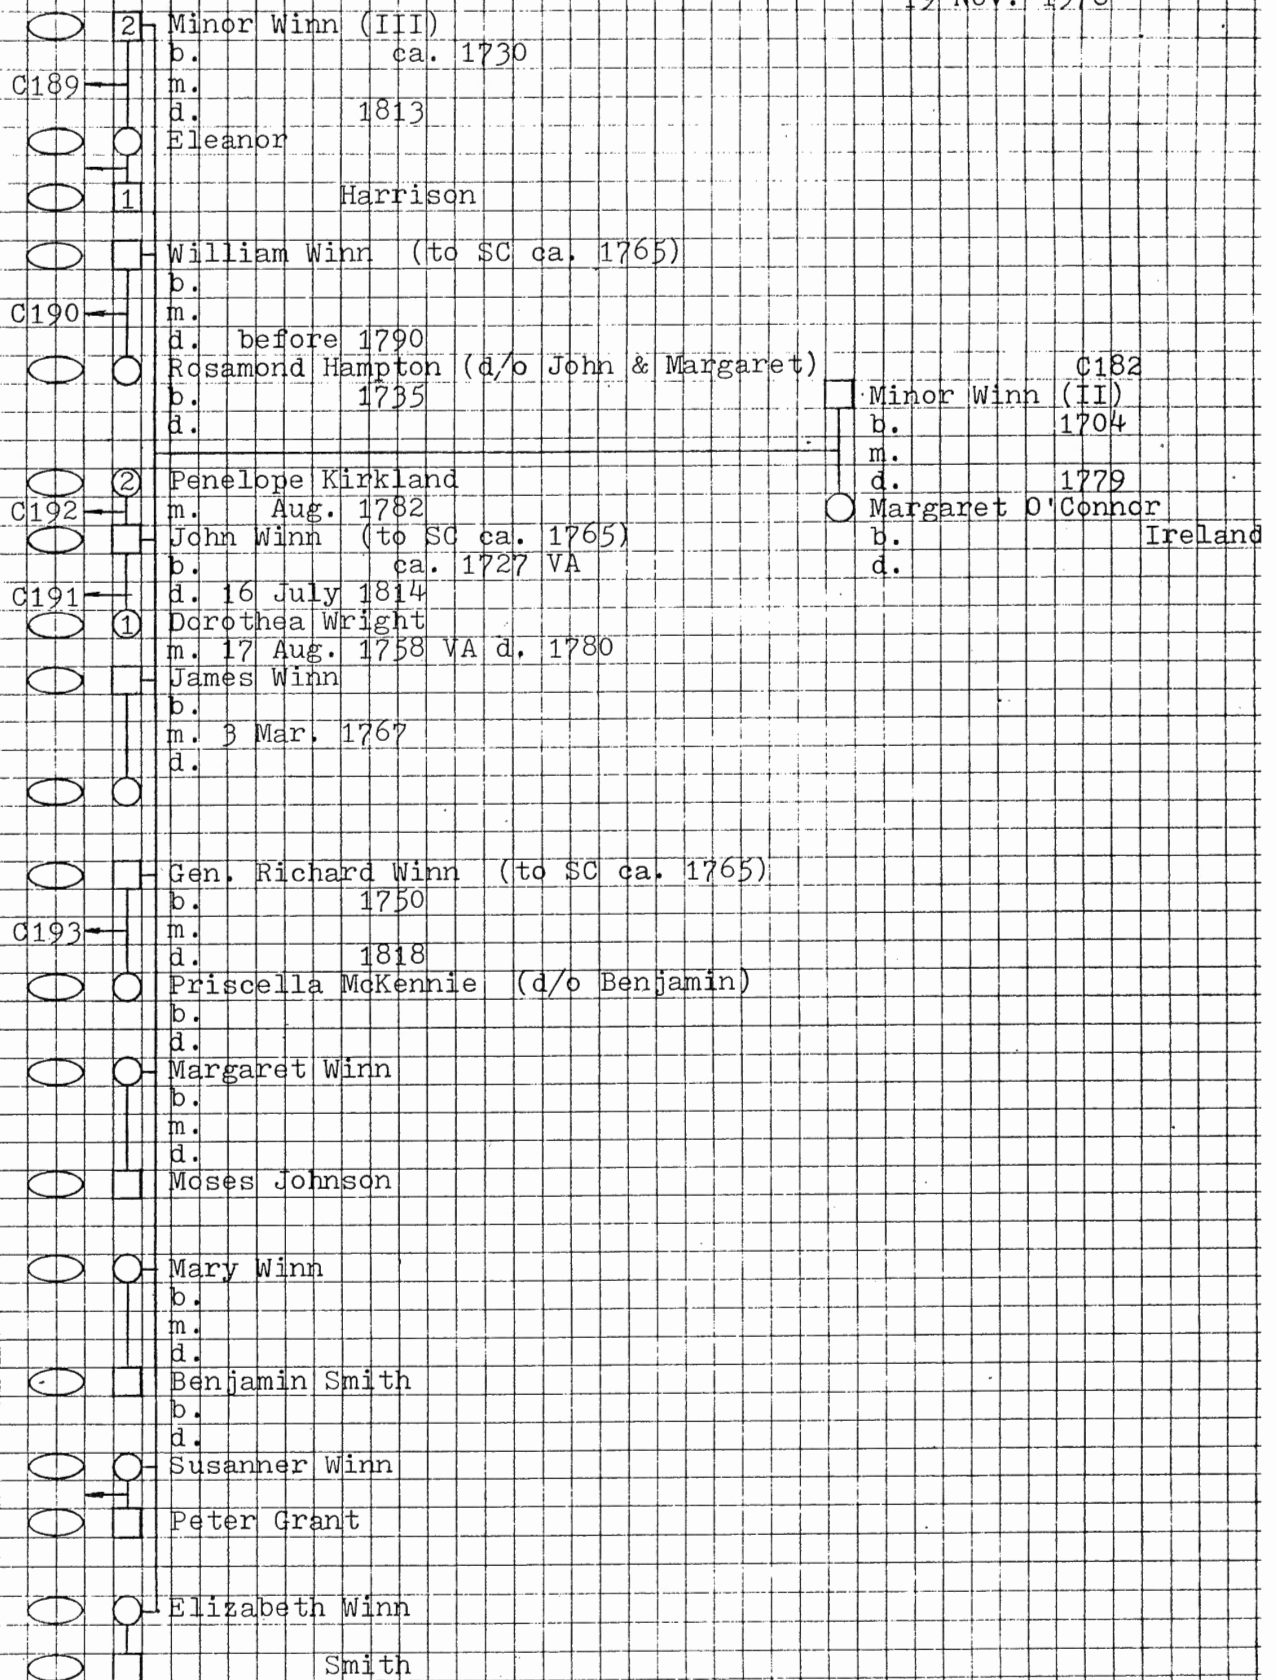 19 Nov. 1978
2 Minor Winn (III)
b. ca. 1730
C189 m.
d. 1813
Eleanor
1 Harrison
William Winn (to SC ca. 1765)
b.
C190 m.
d. before 1790
Rosamond Hampton (d/o John & Margaret)
b. 1735
d.
C182
Minor Winn (II)
b. 1704
m.
d. 1779
Margaret O'Connor
b. Ireland
d.
2 Penelope Kirkland
C192 m. Aug. 1782
John Winn (to SC ca. 1765)
b. ca. 1727 VA
C191 d. 16 July 1814
1 Dorothea Wright
m. 17 Aug. 1758 VA d. 1780
James Winn
b.
m. 3 Mar. 1767
d.
Gen. Richard Winn (to SC ca. 1765)
b. 1750
C193 m.
d. 1818
Priscella McKennie (d/o Benjamin)
b.
d.
Margaret Winn
b.
m.
d.
Moses Johnson
Mary Winn
b.
m.
d.
Benjamin Smith
b.
d.
Susanner Winn
Peter Grant
Elizabeth Winn
Smith